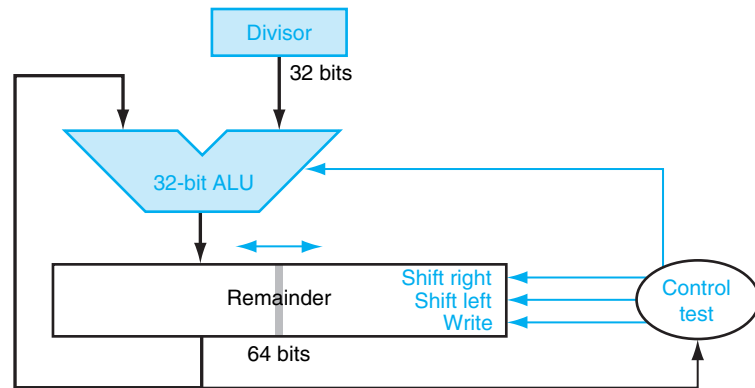 Divisor
32 bits
32-bit ALU
Remainder
Shift right
Shift left
Write
64 bits
Control
test